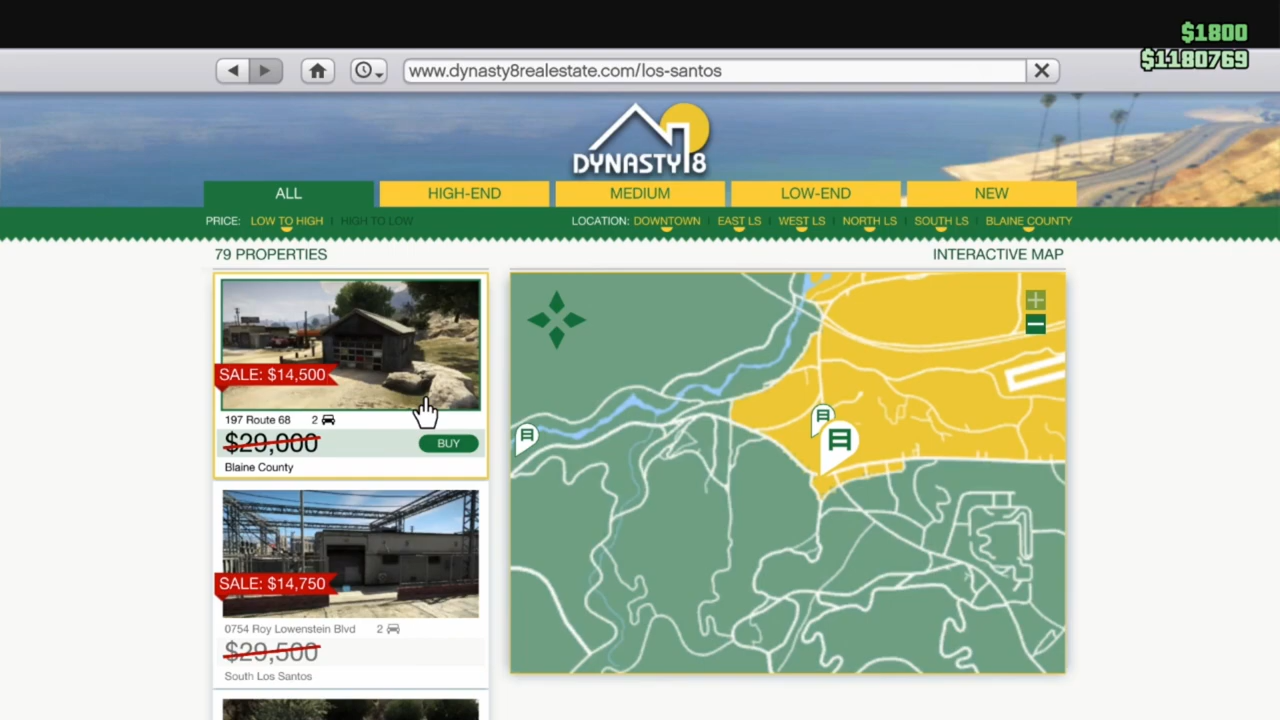 $1800
$1180769
www.dynasty8realestate.com/los-santos
DYNASTY 8
ALL HIGH-END MEDIUM LOW-END NEW
PRICE: LOW TO HIGH | HIGH TO LOW LOCATION: DOWNTOWN | EAST LS | WEST LS | NORTH LS | SOUTH LS | BLAINE COUNTY
79 PROPERTIES INTERACTIVE MAP
SALE: $14,500
197 Route 68 2
$29,000 BUY
Blaine County
SALE: $14,750
0754 Roy Lowenstein Blvd 2
$29,500
South Los Santos